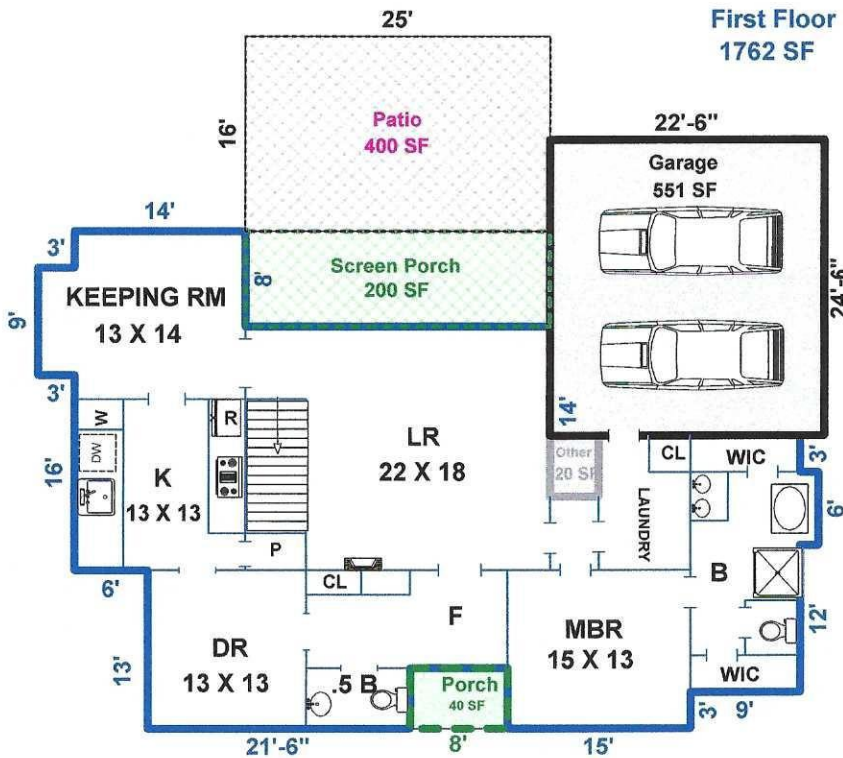 25'
First Floor
1762 SF
16'
Patio
400 SF
22'-6"
Garage
551 SF
24'-6"
14'
3'
Screen Porch
200 SF
8'
KEEPING RM
13 X 14
9'
3'
14'
W
R
DW
LR
22 X 18
Other
20 SF
CL
WIC
3'
16'
K
13 X 13
LAUNDRY
6'
P
B
6'
CL
F
MBR
15 X 13
12'
DR
13 X 13
13'
.5 B
Porch
40 SF
WIC
3'
9'
21'-6"
8'
15'